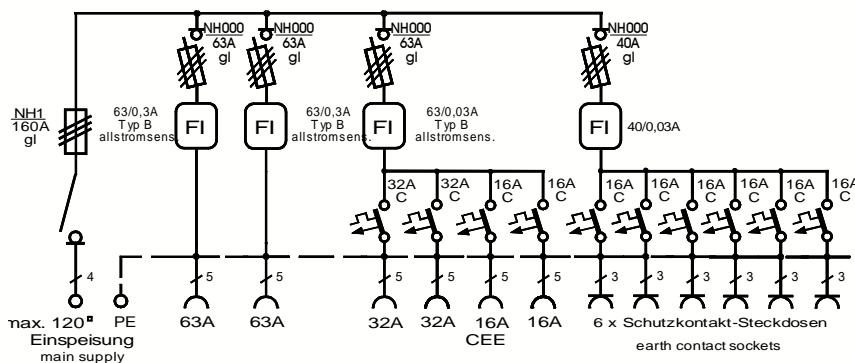 NH000
63A
gl
NH000
63A
gl
NH000
63A
gl
NH000
40A
gl
NH1
160A
gl
63/0,3A
Typ B
allstromsens.
FI
63/0,3A
Typ B
allstromsens.
FI
63/0,03A
Typ B
allstromsens.
FI
40/0,03A
FI
32A
C
32A
C
16A
C
16A
C
16A
C
16A
C
16A
C
16A
C
16A
C
16A
C
4
5
5
5
5
5
5
3
3
3
3
3
3
max. 120¤
PE
63A
63A
32A
32A
16A
16A
6 x Schutzkontakt-Steckdosen
Einspeisung
CEE
main supply
earth contact sockets